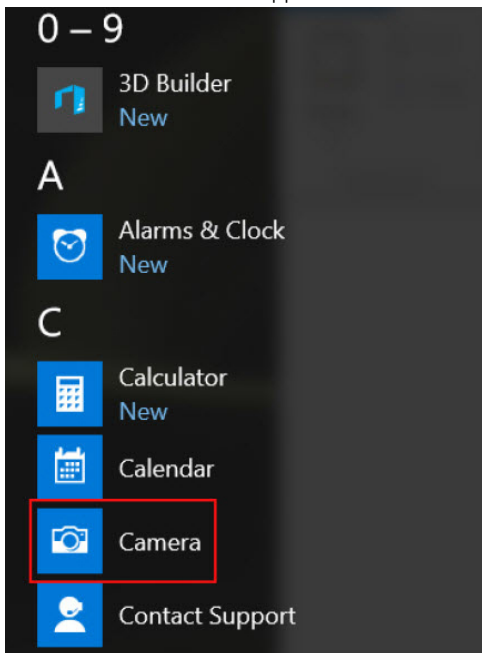 0 – 9
3D Builder
New
A
Alarms & Clock
New
C
Calculator
New
Calendar
Camera
Contact Support